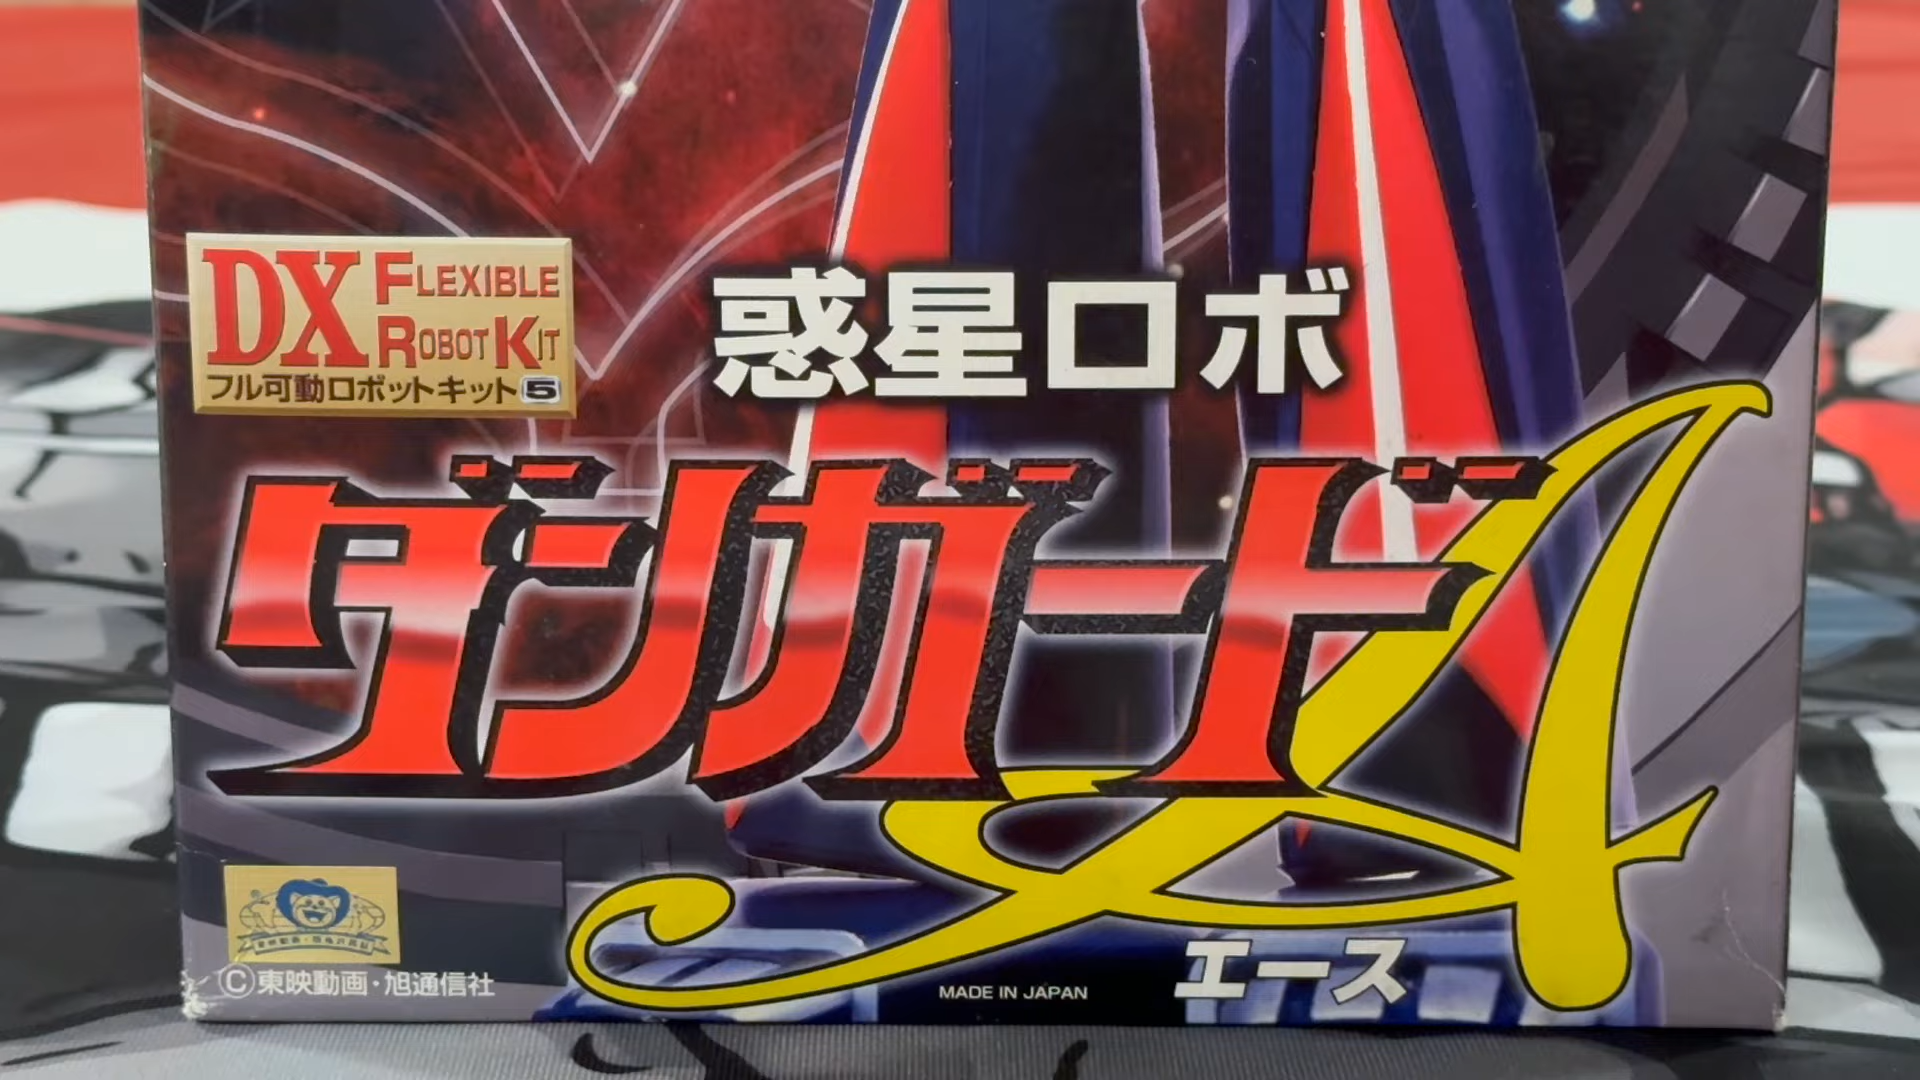 DX FLEXIBLE
ROBOT KIT
フル可動ロボットキット5
惑星ロボ
ダンガードA
エース
©東映動画・旭通信社
MADE IN JAPAN